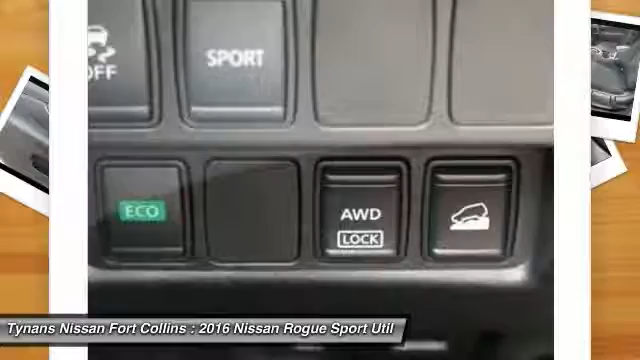 OFF
SPORT
ECO
AWD
LOCK
Tynans Nissan Fort Collins : 2016 Nissan Rogue Sport Util